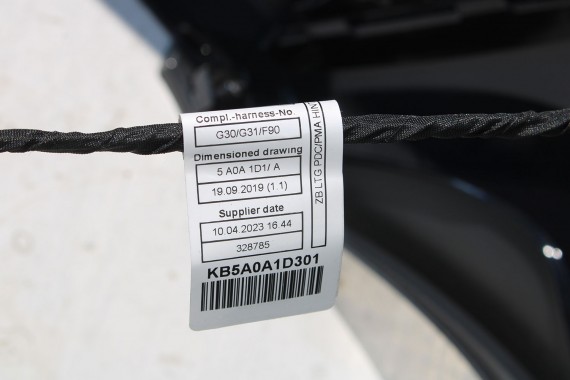 Compl.-harness-No.
G30/G31/F90
Dimensioned drawing
5 A0A 1D1/ A
19.09.2019 (1.1)
Supplier date
10.04.2023 16:44
328785
KB5A0A1D301
ZB LTG PDC/PMA HIN